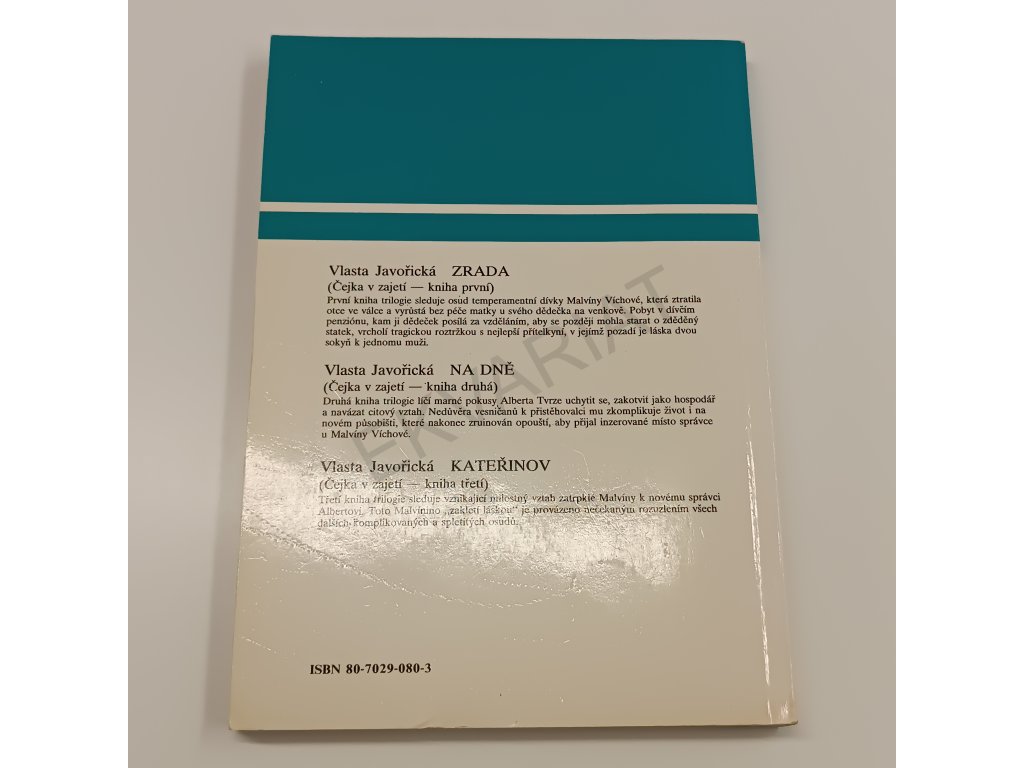 Vlasta Javořická ZRADA
(Čejka v zajetí — kniha první)
První kniha trilogie sleduje osud temperamentní dívky Malvíny Víchové, která ztratila
otce ve válce a vyrůstá bez péče matky u svého dědečka na venkově. Pobyt v dívčím
penziónu, kam ji dědeček posílá za vzděláním, aby se později mohla starat o zděděný
statek, vrcholí tragickou roztržkou s nejlepší přítelkyní, v jejímž pozadí je láska dvou
sokyň k jednomu muži.
Vlasta Javořická NA DNĚ
(Čejka v zajetí — kniha druhá)
Druhá kniha trilogie líčí marné pokusy Alberta Tvrze uchytit se, zakotvit jako hospodář
a navázat citový vztah. Nedůvěra vesničanů k přistěhovalci mu zkomplikuje život i na
novém působišti, které nakonec zruinován opouští, aby přijal inzerované místo správce
u Malvíny Víchové.
Vlasta Javořická KATEŘINOV
(Čejka v zajetí — kniha třetí)
Třetí kniha trilogie sleduje vznikající milostný vztah zatrpklé Malvíny k novému správci
Albertovi. Toto Malvínino „zakletí láskou“ je provázeno nečekaným rozuzlením všech
dalších komplikovaných a spletitých osudů.
ISBN 80-7029-080-3
EKVARIAT